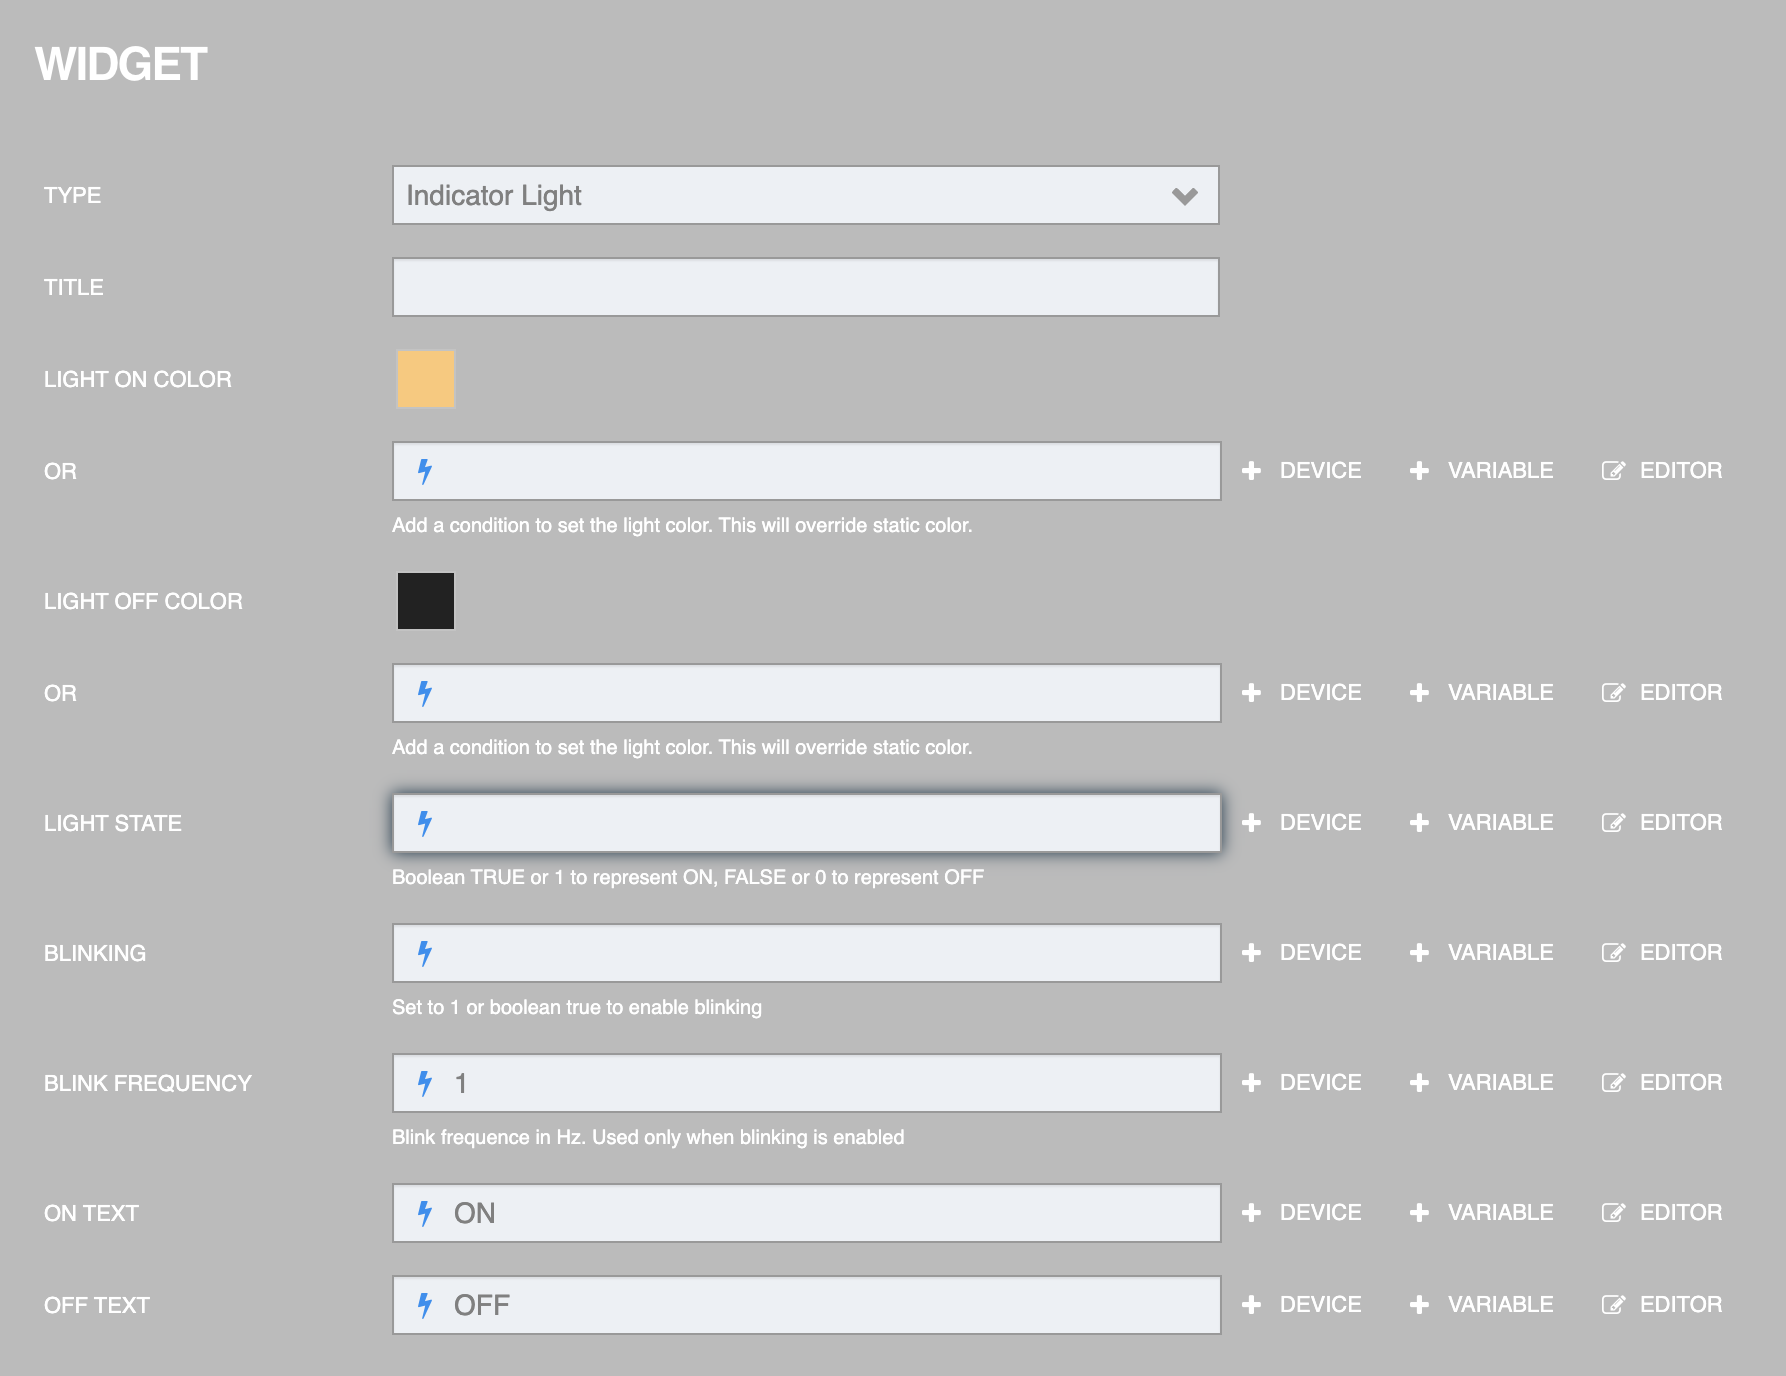 WIDGET
TYPE
Indicator Light
TITLE
LIGHT ON COLOR
OR
DEVICE VARIABLE EDITOR
Add a condition to set the light color. This will override static color.
LIGHT OFF COLOR
OR
DEVICE VARIABLE EDITOR
Add a condition to set the light color. This will override static color.
LIGHT STATE
DEVICE VARIABLE EDITOR
Boolean TRUE or 1 to represent ON, FALSE or 0 to represent OFF
BLINKING
DEVICE VARIABLE EDITOR
Set to 1 or boolean true to enable blinking
BLINK FREQUENCY
1
DEVICE VARIABLE EDITOR
Blink frequence in Hz. Used only when blinking is enabled
ON TEXT
ON
DEVICE VARIABLE EDITOR
OFF TEXT
OFF
DEVICE VARIABLE EDITOR